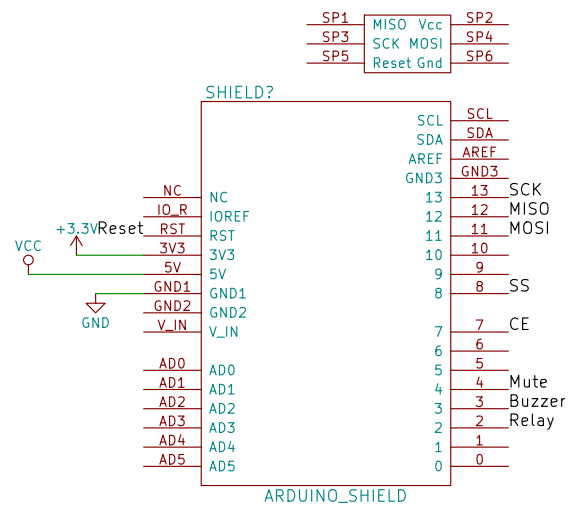 SP1 MISO Vcc SP2
SP3 SCK MOSI SP4
SP5 Reset Gnd SP6
SHIELD?
SCL SCL
SDA SDA
AREF AREF
GND3 GND3
NC NC 13 13 SCK
IO_R IOREF 12 12 MISO
+3.3V Reset RST RST 11 11 MOSI
3V3 3V3 10 10
VCC 5V 5V 9 9
GND1 GND1 8 8 SS
GND GND2 GND2
V_IN V_IN 7 7 CE
6 6
AD0 AD0 5 5
AD1 AD1 4 4 Mute
AD2 AD2 3 3 Buzzer
AD3 AD3 2 2 Relay
AD4 AD4 1 1
AD5 AD5 0 0
ARDUINO_SHIELD